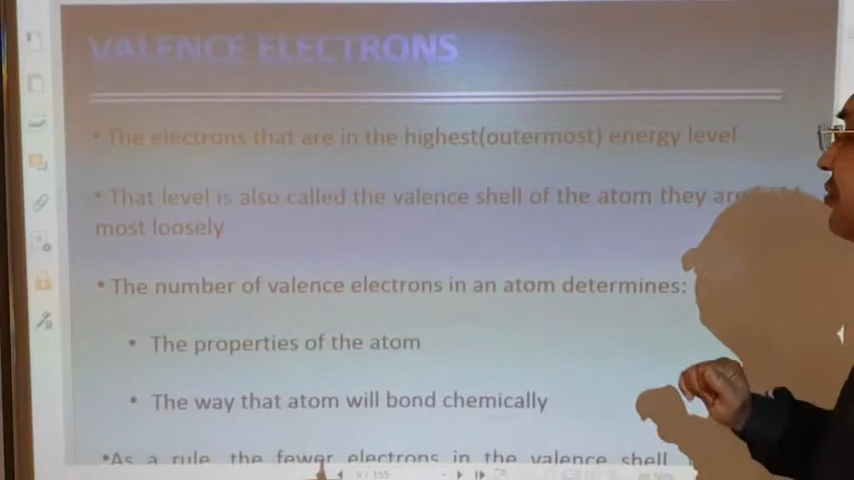 VALENCE ELECTRONS
• The electrons that are in the highest(outermost) energy level
• That level is also called the valence shell of the atom they are
most loosely
• The number of valence electrons in an atom determines:
• The properties of the atom
• The way that atom will bond chemically
•As a rule, the fewer electrons in the valence shell
9 / 155